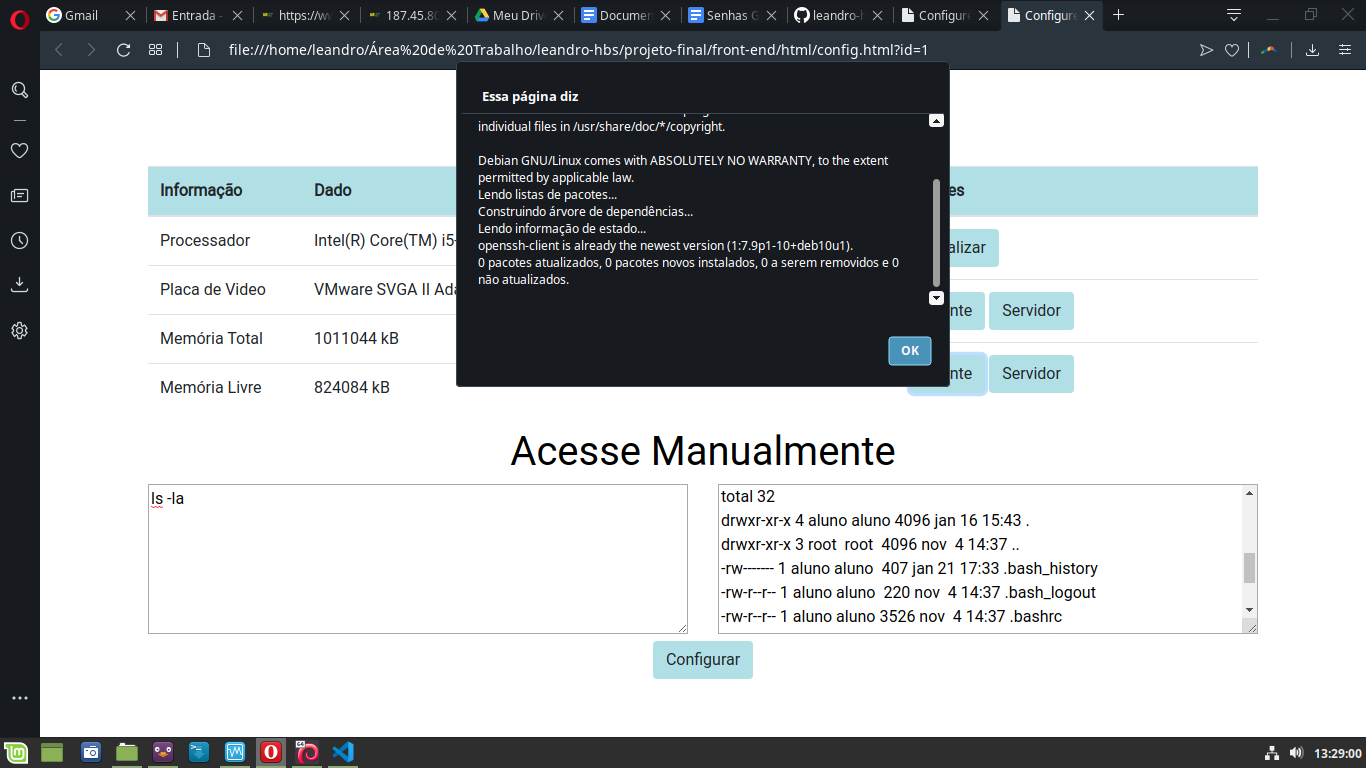 Gmail
Entrada -
https://w
187.45.80
Meu Driv
Documen
Senhas G
leandro-h
Configure
Configure
file:///home/leandro/Área%20de%20Trabalho/leandro-hbs/projeto-final/front-end/html/config.html?id=1
Essa página diz
individual files in /usr/share/doc/*/copyright.
Debian GNU/Linux comes with ABSOLUTELY NO WARRANTY, to the extent
permitted by applicable law.
Lendo listas de pacotes...
Construindo árvore de dependências...
Lendo informação de estado...
openssh-client is already the newest version (1:7.9p1-10+deb10u1).
0 pacotes atualizados, 0 pacotes novos instalados, 0 a serem removidos e 0
não atualizados.
OK
Informação Dado es
Processador Intel(R) Core(TM) i5- alizar
Placa de Video VMware SVGA II Ada nte Servidor
Memória Total 1011044 kB
Memória Livre 824084 kB nte Servidor
Acesse Manualmente
ls -la
total 32
drwxr-xr-x 4 aluno aluno 4096 jan 16 15:43 .
drwxr-xr-x 3 root root 4096 nov 4 14:37 ..
-rw------- 1 aluno aluno 407 jan 21 17:33 .bash_history
-rw-r--r-- 1 aluno aluno 220 nov 4 14:37 .bash_logout
-rw-r--r-- 1 aluno aluno 3526 nov 4 14:37 .bashrc
Configurar
13:29:00